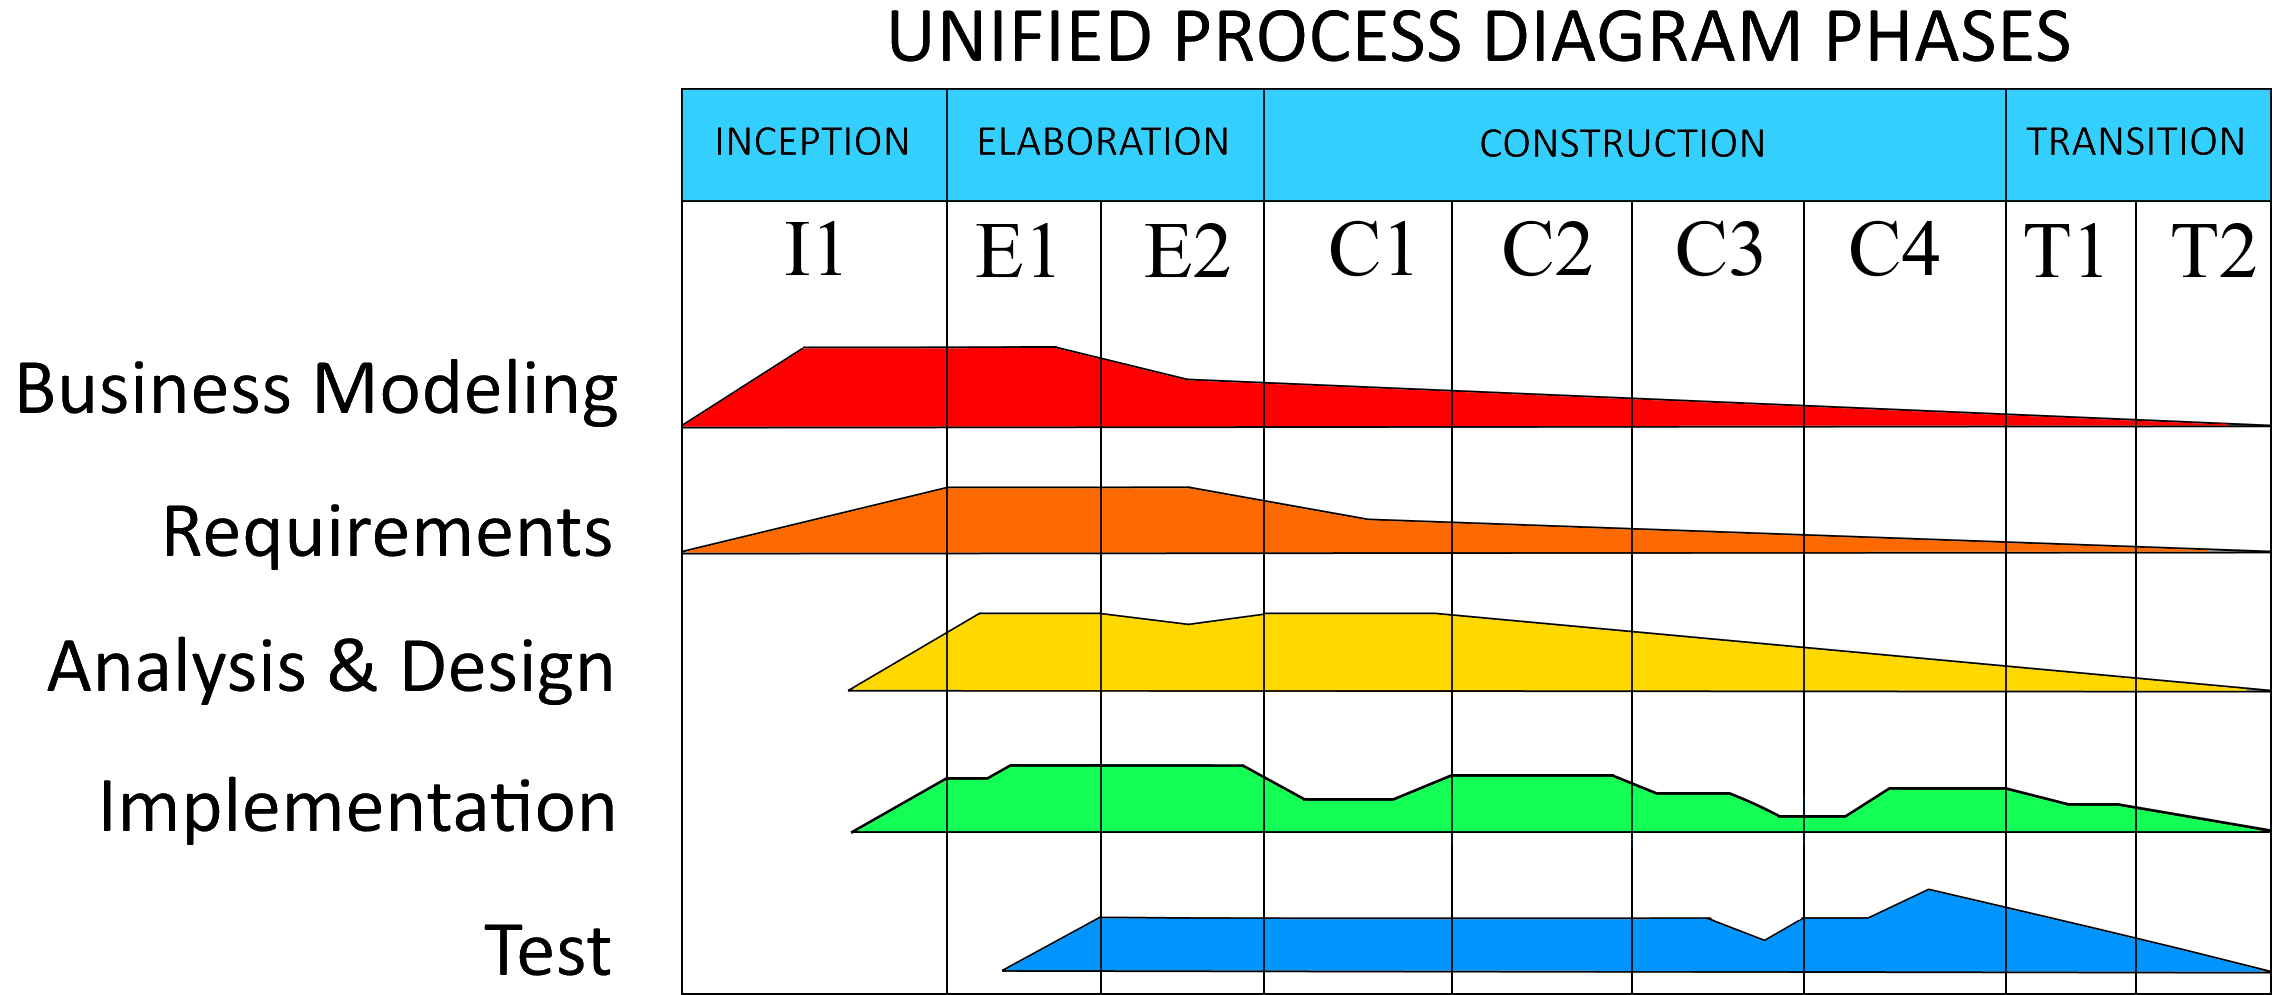 UNIFIED PROCESS DIAGRAM PHASES
INCEPTION ELABORATION CONSTRUCTION TRANSITION
I1 E1 E2 C1 C2 C3 C4 T1 T2
Business Modeling
Requirements
Analysis & Design
Implementation
Test